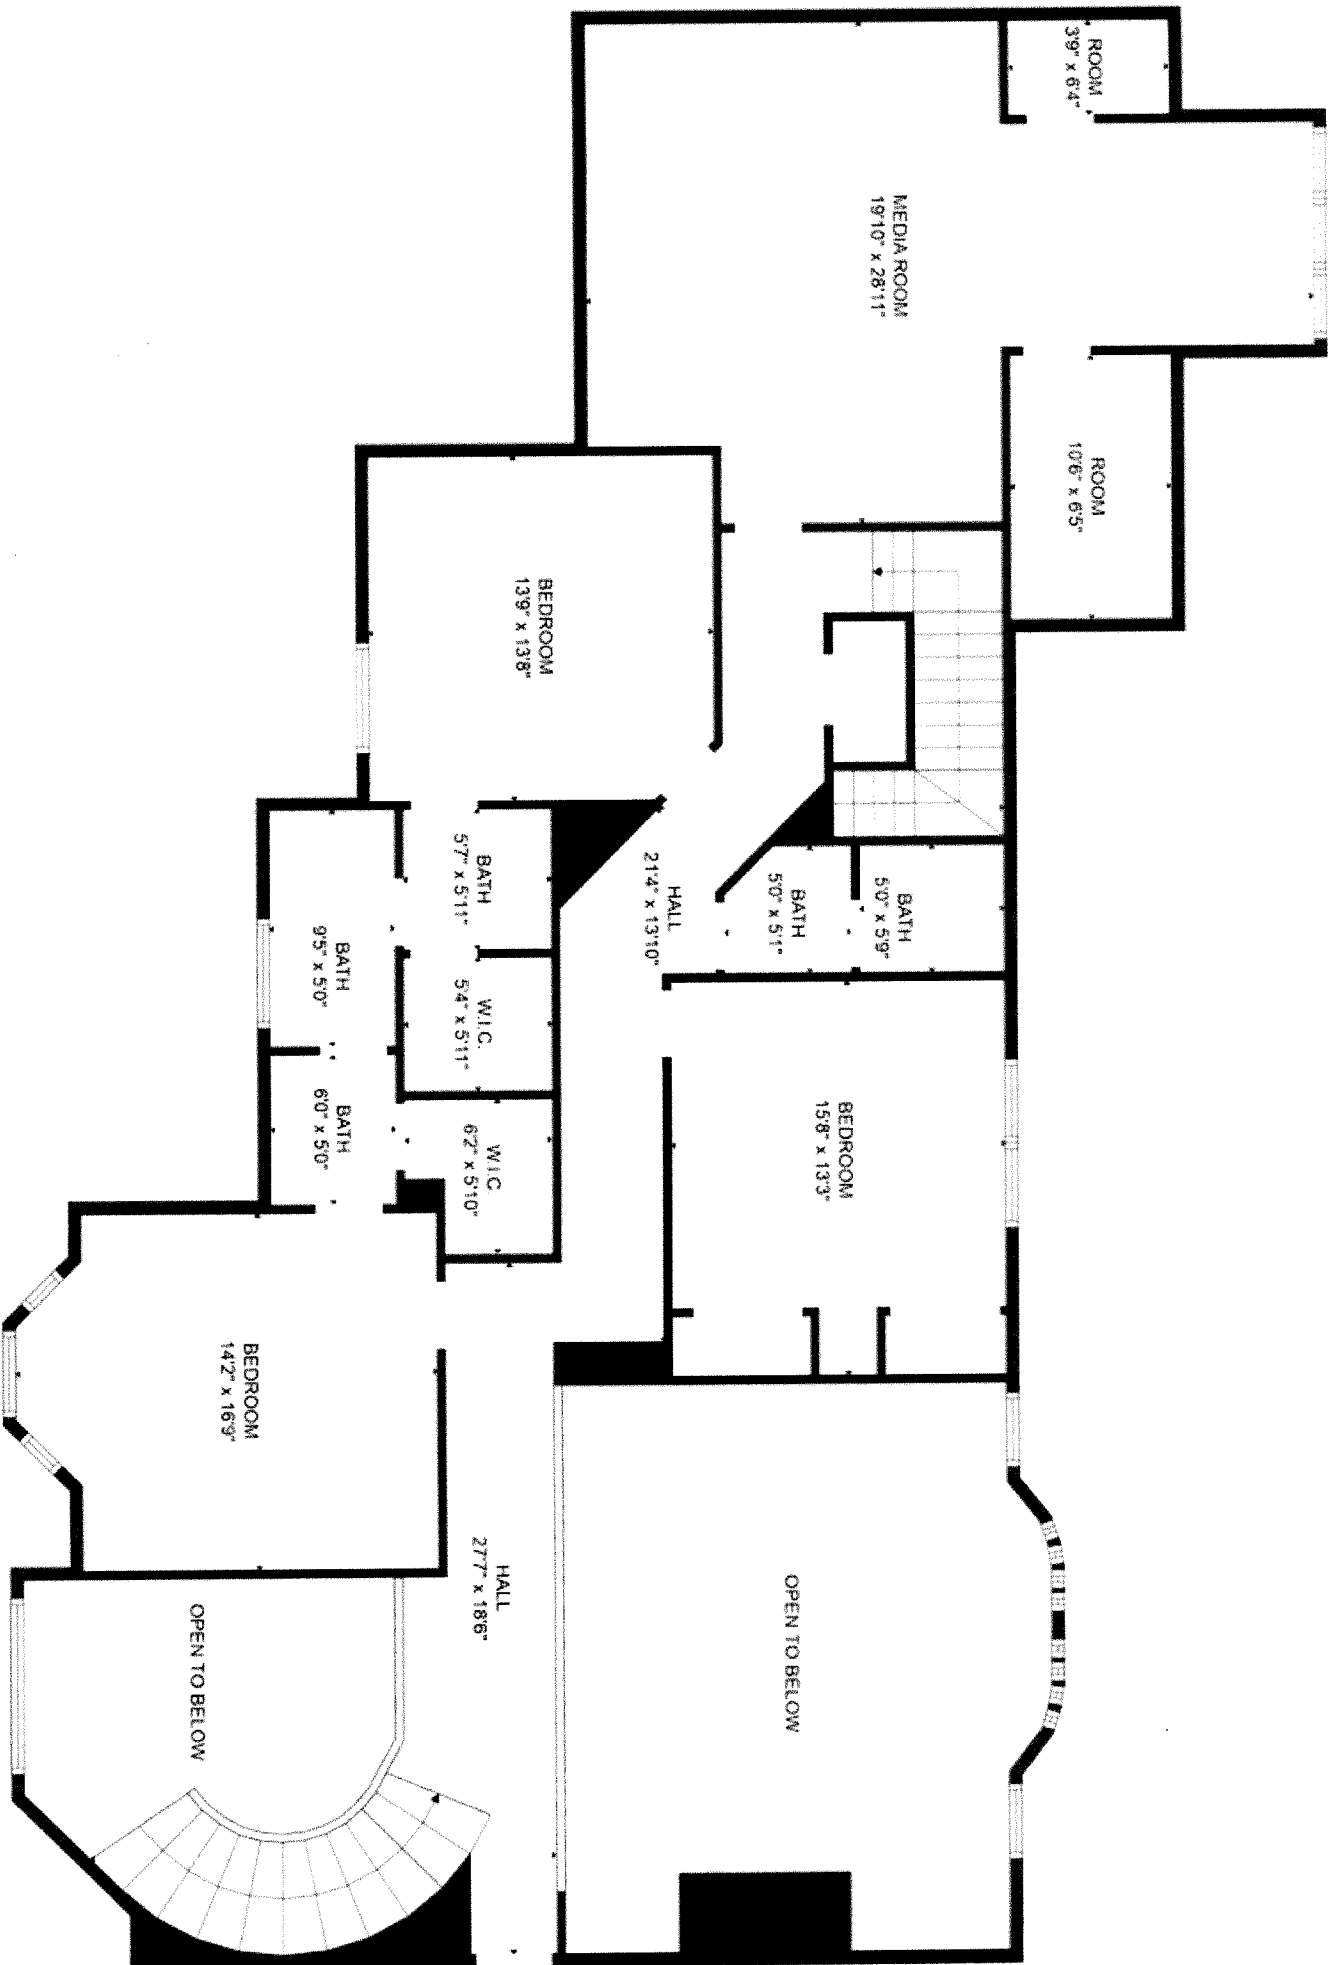 ROOM
3'9" x 6'4"
MEDIA ROOM
19'10" x 28'11"
ROOM
10'6" x 6'5"
BEDROOM
13'9" x 13'8"
BATH
5'7" x 5'11"
HALL
21'4" x 13'10"
BATH
5'0" x 5'1"
BATH
5'0" x 5'9"
BATH
9'5" x 5'0"
W.I.C.
5'4" x 5'11"
BATH
6'0" x 5'0"
W.I.C
6'2" x 5'10"
BEDROOM
15'8" x 13'3"
BEDROOM
14'2" x 16'9"
HALL
27'7" x 18'6"
OPEN TO BELOW
OPEN TO BELOW